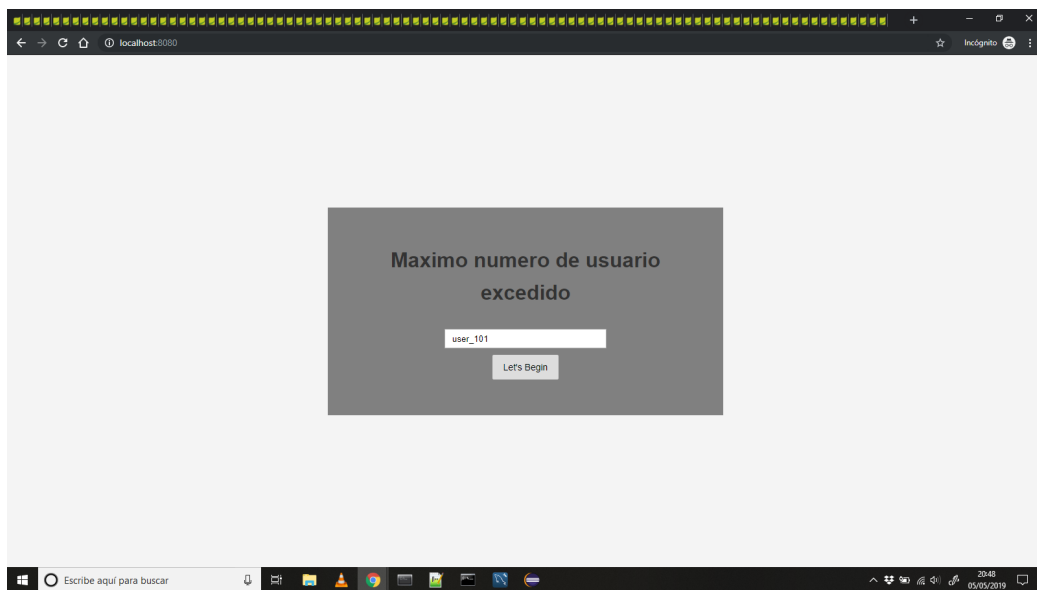 localhost:8080
Incógnito
Maximo numero de usuario
excedido
user_101
Let's Begin
Escribe aquí para buscar
20:48
05/05/2019